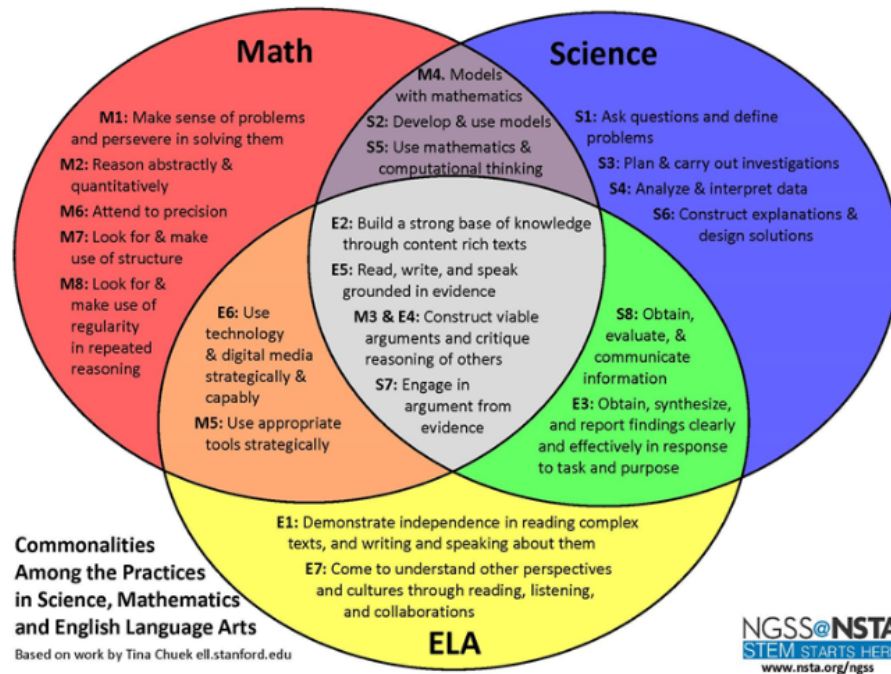 Math
Science
M1: Make sense of problems
and persevere in solving them
M2: Reason abstractly &
quantitatively
M6: Attend to precision
M7: Look for & make
use of structure
M8: Look for &
make use of
regularity
in repeated
reasoning
M4. Models
with mathematics
S2: Develop & use models
S5: Use mathematics &
computational thinking
S1: Ask questions and define
problems
S3: Plan & carry out investigations
S4: Analyze & interpret data
S6: Construct explanations &
design solutions
E2: Build a strong base of knowledge
through content rich texts
E5: Read, write, and speak
grounded in evidence
M3 & E4: Construct viable
arguments and critique
reasoning of others
S7: Engage in
argument from
evidence
E6: Use
technology
& digital media
strategically &
capably
M5: Use appropriate
tools strategically
S8: Obtain,
evaluate, &
communicate
information
E3: Obtain, synthesize,
and report findings clearly
and effectively in response
to task and purpose
E1: Demonstrate independence in reading complex
texts, and writing and speaking about them
E7: Come to understand other perspectives
and cultures through reading, listening,
and collaborations
ELA
Commonalities
Among the Practices
in Science, Mathematics
and English Language Arts
Based on work by Tina Chuek ell.stanford.edu
NGSS@NSTA
STEM STARTS HERE
www.nsta.org/ngss